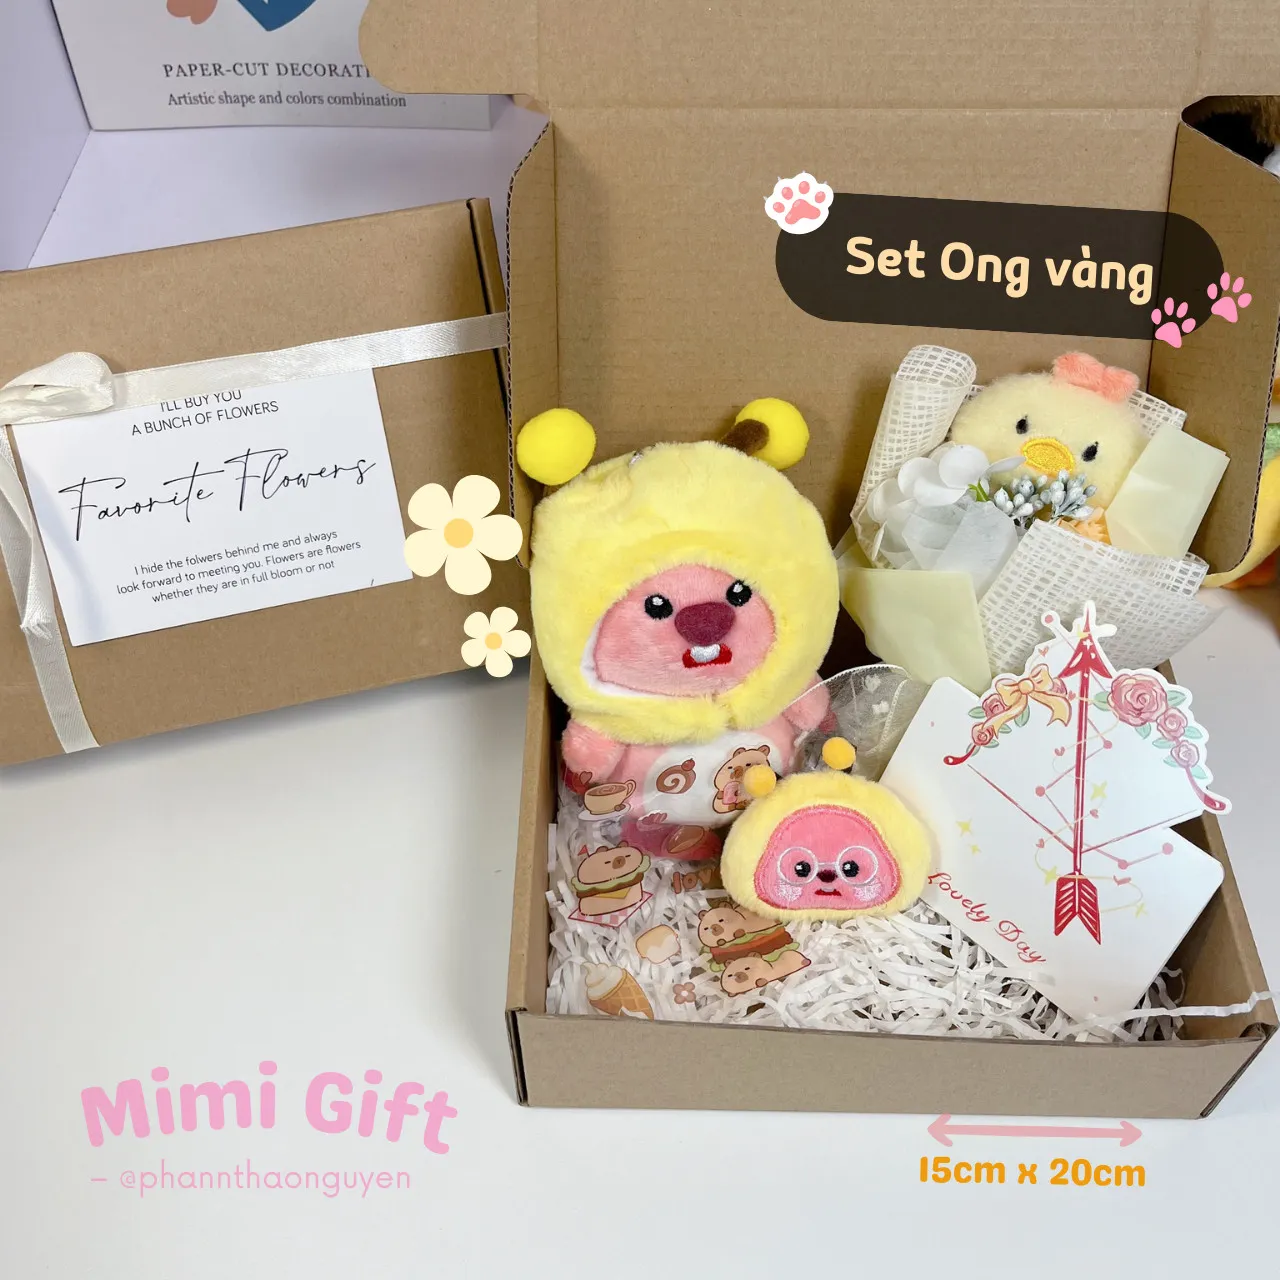 PAPER-CUT DECORATI
Artistic shape and colors combination
Set Ong vàng
I'LL BUY YOU
A BUNCH OF FLOWERS
Favorite Flowers
I hide the folwers behind me and always
look forward to meeting you. Flowers are flowers
whether they are in full bloom or not
Lovely Day
Mimi Gift
– @phannthaonguyen
15cm x 20cm